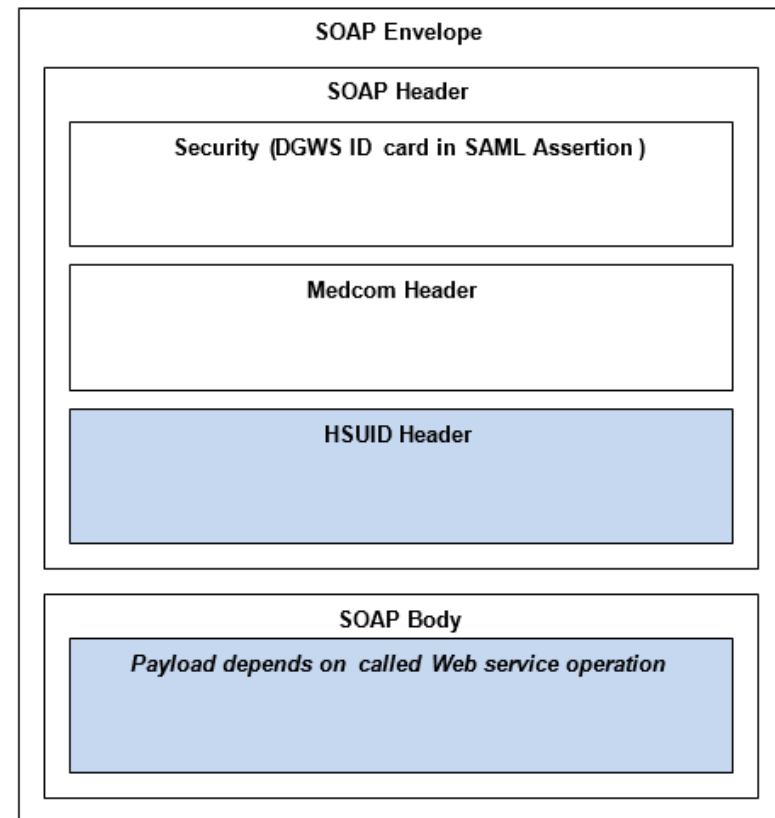 SOAP Envelope
SOAP Header
Security (DGWS ID card in SAML Assertion )
Medcom Header
HSUID Header
SOAP Body
Payload depends on called Web service operation